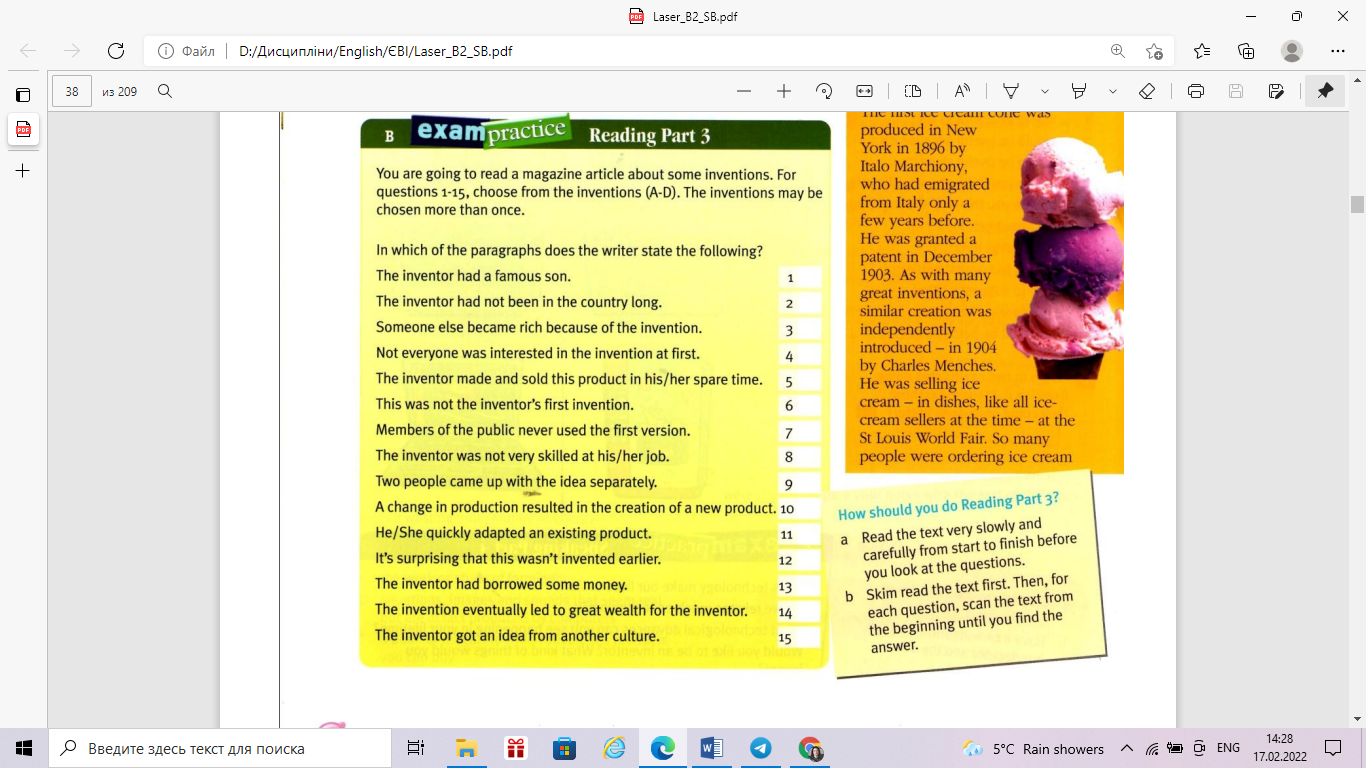 Laser_B2_SB.pdf
Файл
D:/Дисципліни/English/ЄВІ/Laser_B2_SB.pdf
38 из 209
B exam practice Reading Part 3
You are going to read a magazine article about some inventions. For
questions 1-15, choose from the inventions (A-D). The inventions may be
chosen more than once.
In which of the paragraphs does the writer state the following?
The inventor had a famous son. 1
The inventor had not been in the country long. 2
Someone else became rich because of the invention. 3
Not everyone was interested in the invention at first. 4
The inventor made and sold this product in his/her spare time. 5
This was not the inventor's first invention. 6
Members of the public never used the first version. 7
The inventor was not very skilled at his/her job. 8
Two people came up with the idea separately. 9
A change in production resulted in the creation of a new product. 10
He/She quickly adapted an existing product. 11
It's surprising that this wasn't invented earlier. 12
The inventor had borrowed some money. 13
The invention eventually led to great wealth for the inventor. 14
The inventor got an idea from another culture. 15
The first ice cream cone was
produced in New
York in 1896 by
Italo Marchiony,
who had emigrated
from Italy only a
few years before.
He was granted a
patent in December
1903. As with many
great inventions, a
similar creation was
independently
introduced – in 1904
by Charles Menches.
He was selling ice
cream – in dishes, like all ice-
cream sellers at the time – at the
St Louis World Fair. So many
people were ordering ice cream
How should you do Reading Part 3?
a Read the text very slowly and
carefully from start to finish before
you look at the questions.
b Skim read the text first. Then, for
each question, scan the text from
the beginning until you find the
answer.
Введите здесь текст для поиска
5°C Rain showers
ENG
14:28
17.02.2022